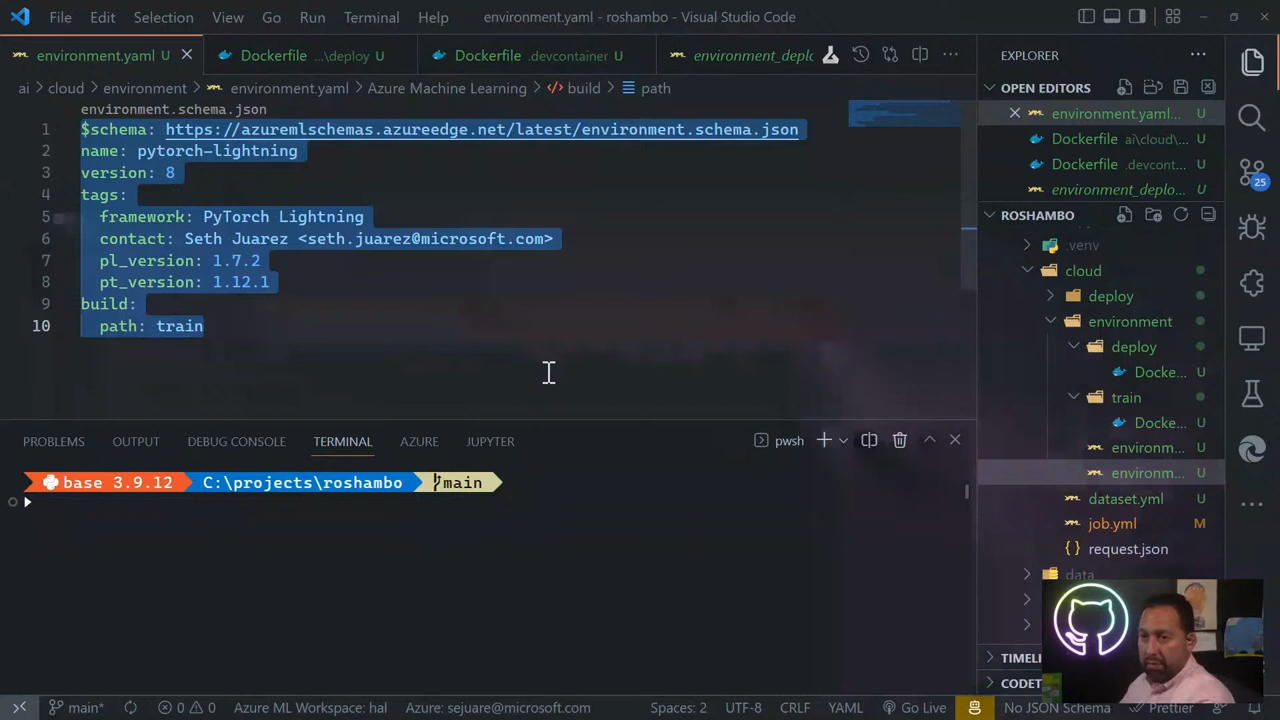 File Edit Selection View Go Run Terminal Help
environment.yaml - roshambo - Visual Studio Code
environment.yaml U
Dockerfile ...\deploy U
Dockerfile .devcontainer U
environment_deplo
ai > cloud > environment > environment.yaml > Azure Machine Learning > build > path
environment.schema.json
1 $schema: https://azuremlschemas.azureedge.net/latest/environment.schema.json
2 name: pytorch-lightning
3 version: 8
4 tags:
5 framework: PyTorch Lightning
6 contact: Seth Juarez <seth.juarez@microsoft.com>
7 pl_version: 1.7.2
8 pt_version: 1.12.1
9 build:
10 path: train
PROBLEMS OUTPUT DEBUG CONSOLE TERMINAL AZURE JUPYTER
pwsh
base 3.9.12 C:\projects\roshambo main
EXPLORER
OPEN EDITORS
environment.yaml... U
Dockerfile ai\cloud\... U
Dockerfile .devcont... U
environment_deplo... U
ROSHAMBO
.venv
cloud
deploy
environment
deploy
Docke... U
train
Docke... U
environm... U
environm... U
dataset.yml U
job.yml M
request.json
data
TIMELI
CODET
25
main* 0 0 Azure ML Workspace: hal Azure: sejuare@microsoft.com Spaces: 2 CRLF YAML Go Live No JSON Schema Prettier